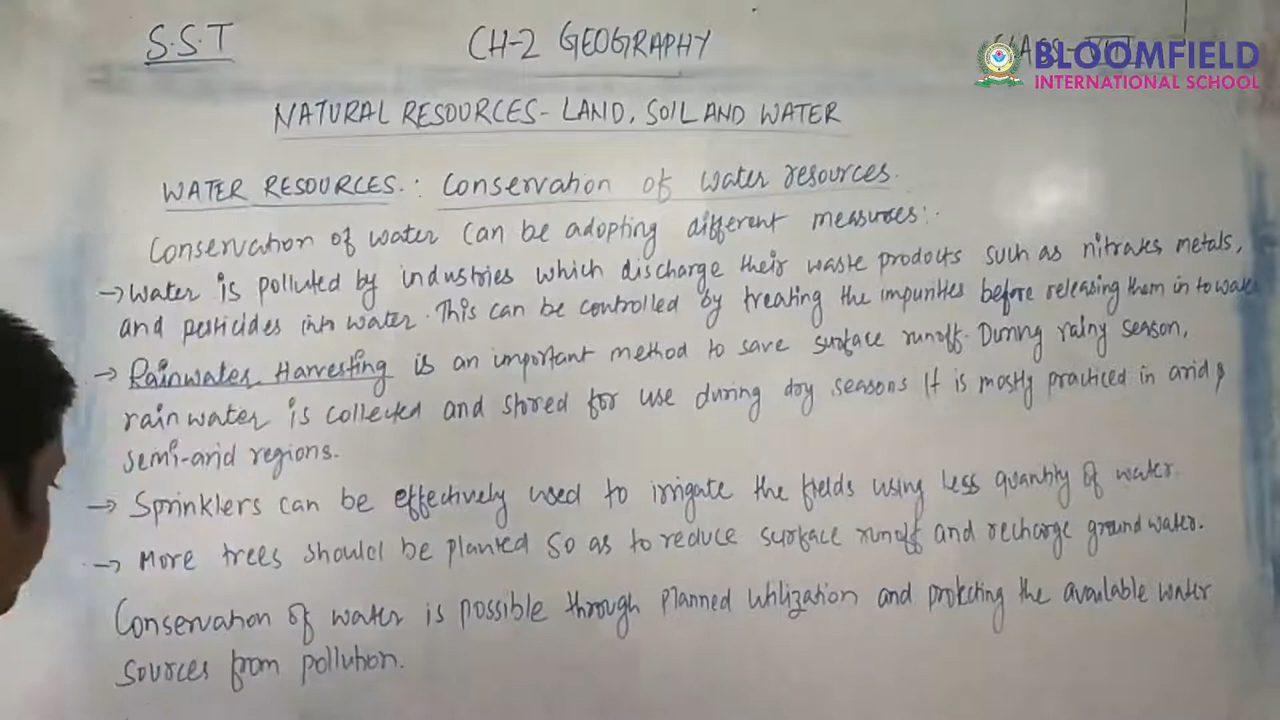 S.S.T
CH-2 GEOGRAPHY
BLOOMFIELD
INTERNATIONAL SCHOOL
NATURAL RESOURCES - LAND, SOIL AND WATER
WATER RESOURCES: Conservation of water resources.
Conservation of water can be adopting different measures:-
→ Water is polluted by industries which discharge their waste products such as nitrates metals,
and pesticides into water. This can be controlled by treating the impurities before releasing them in to water
→ Rainwater Harvesting is an important method to save surface runoff. During rainy season,
rainwater is collected and stored for use during dry seasons It is mostly practiced in arid &
semi-arid regions.
→ Sprinklers can be effectively used to irrigate the fields using less quantity of water.
→ More trees should be planted so as to reduce surface runoff and recharge ground water.
Conservation of water is possible through planned utilization and protecting the available water
sources from pollution.